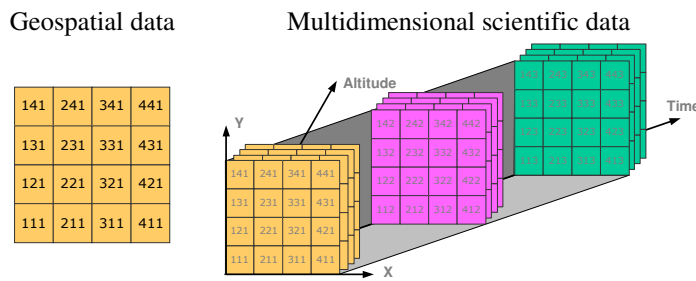 Geospatial data
141 241 341 441
131 231 331 431
121 221 321 421
111 211 311 411
Multidimensional scientific data
Altitude
Time
Y
X
141 241 341 441
131 231 331 431
121 221 321 421
111 211 311 411
142 242 342 442
132 232 332 432
122 222 322 422
112 212 312 412